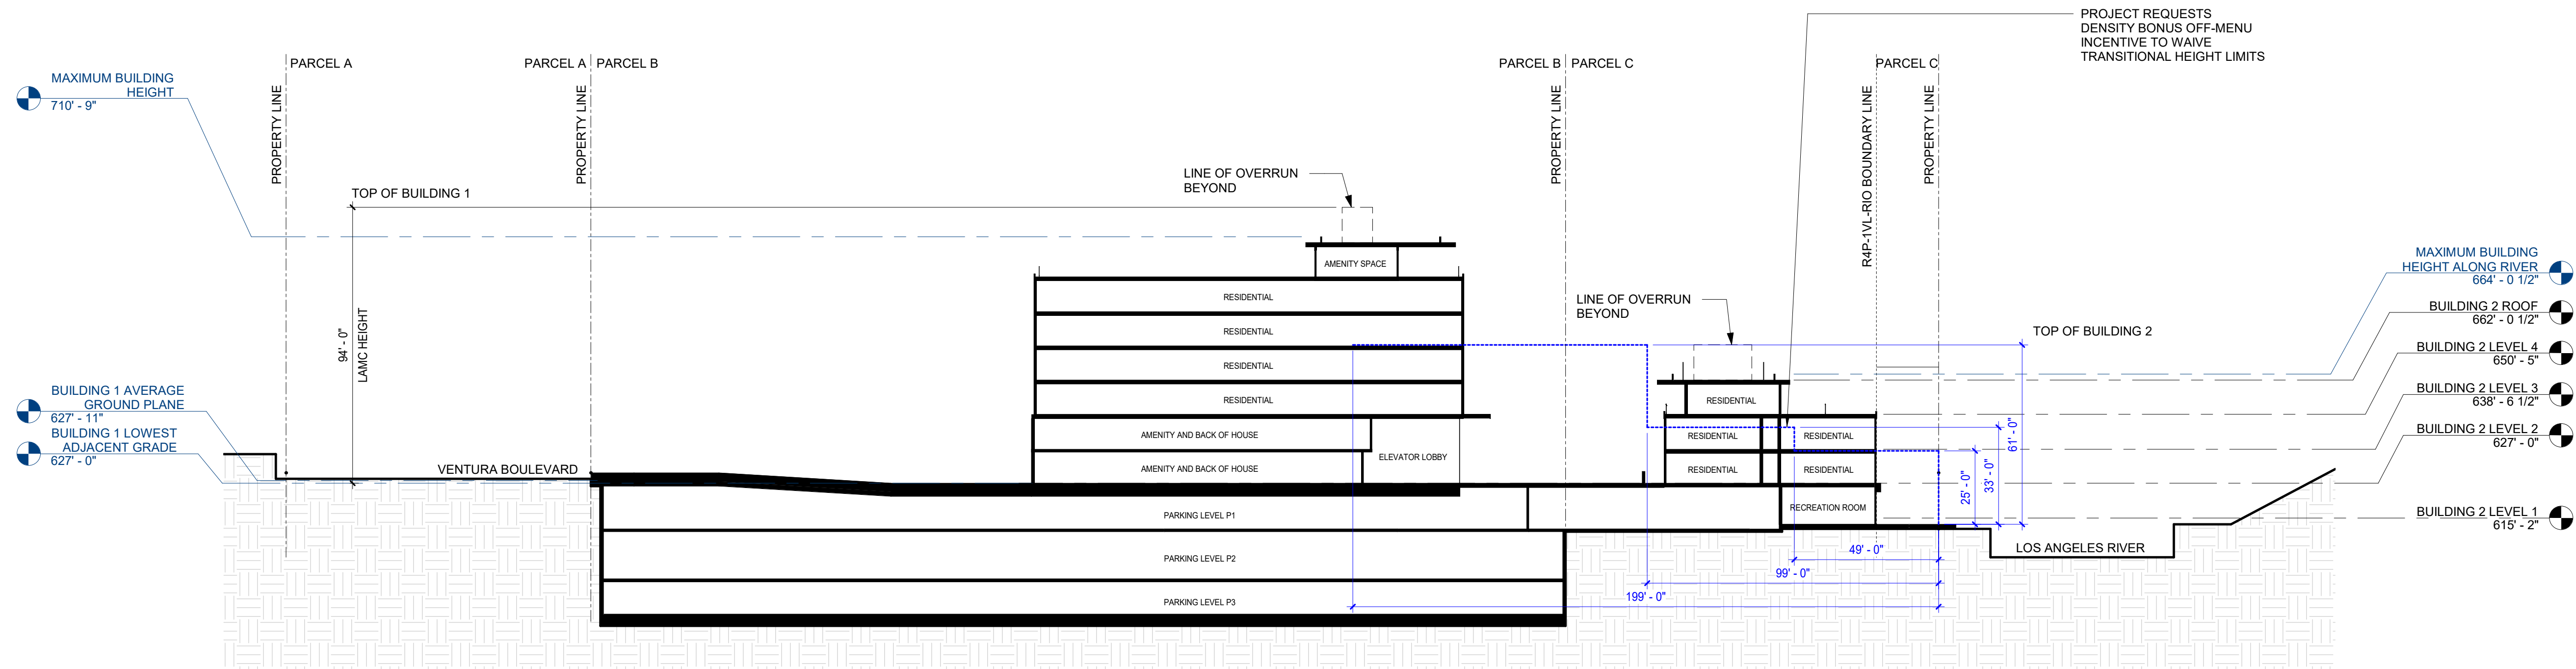 PROJECT REQUESTS
DENSITY BONUS OFF-MENU
INCENTIVE TO WAIVE
TRANSITIONAL HEIGHT LIMITS
PARCEL A
PARCEL A
PARCEL B
PARCEL B
PARCEL C
PARCEL C
PROPERTY LINE
PROPERTY LINE
PROPERTY LINE
R4P-1VL-RIO BOUNDARY LINE
PROPERTY LINE
MAXIMUM BUILDING
HEIGHT
710' - 9"
TOP OF BUILDING 1
LINE OF OVERRUN
BEYOND
94' - 0"
LAMC HEIGHT
BUILDING 1 AVERAGE
GROUND PLANE
627' - 11"
BUILDING 1 LOWEST
ADJACENT GRADE
627' - 0"
VENTURA BOULEVARD
AMENITY SPACE
RESIDENTIAL
RESIDENTIAL
RESIDENTIAL
RESIDENTIAL
AMENITY AND BACK OF HOUSE
AMENITY AND BACK OF HOUSE
ELEVATOR LOBBY
PARKING LEVEL P1
PARKING LEVEL P2
PARKING LEVEL P3
LINE OF OVERRUN
BEYOND
RESIDENTIAL
RESIDENTIAL
RESIDENTIAL
RESIDENTIAL
RESIDENTIAL
RECREATION ROOM
TOP OF BUILDING 2
25' - 0"
33' - 0"
61' - 0"
49' - 0"
99' - 0"
199' - 0"
LOS ANGELES RIVER
MAXIMUM BUILDING
HEIGHT ALONG RIVER
664' - 0 1/2"
BUILDING 2 ROOF
662' - 0 1/2"
BUILDING 2 LEVEL 4
650' - 5"
BUILDING 2 LEVEL 3
638' - 6 1/2"
BUILDING 2 LEVEL 2
627' - 0"
BUILDING 2 LEVEL 1
615' - 2"